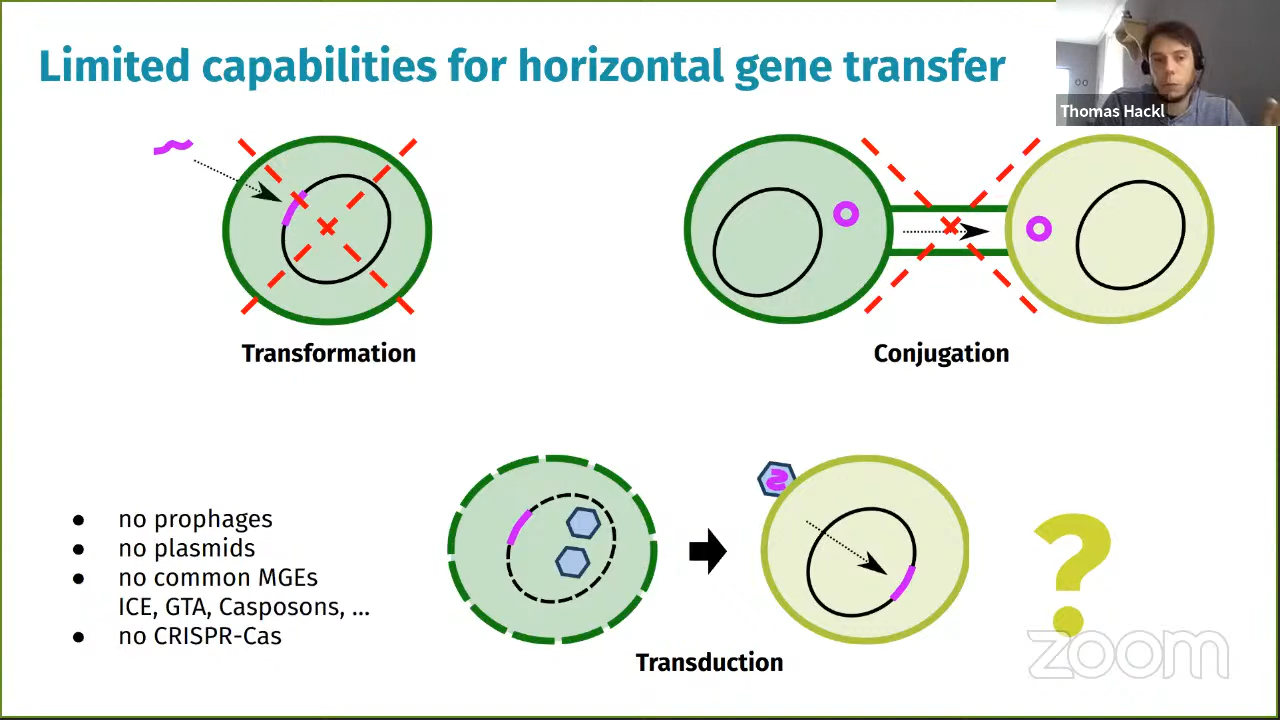 Limited capabilities for horizontal gene transfer
Thomas Hackl
Transformation
Conjugation
● no prophages
● no plasmids
● no common MGEs
ICE, GTA, Casposons, ...
● no CRISPR-Cas
Transduction
?
zoom